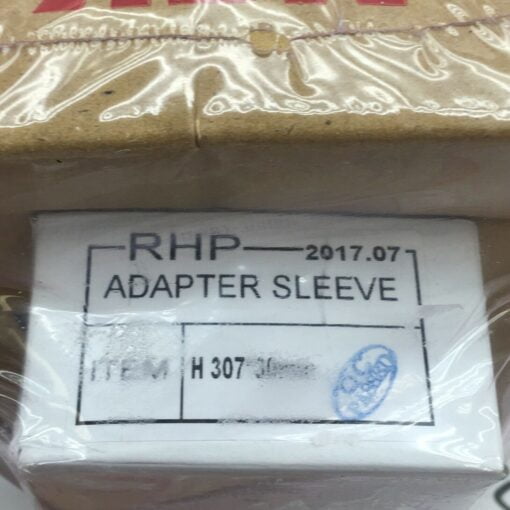 RHP 2017.07
ADAPTER SLEEVE
ITEM H 307